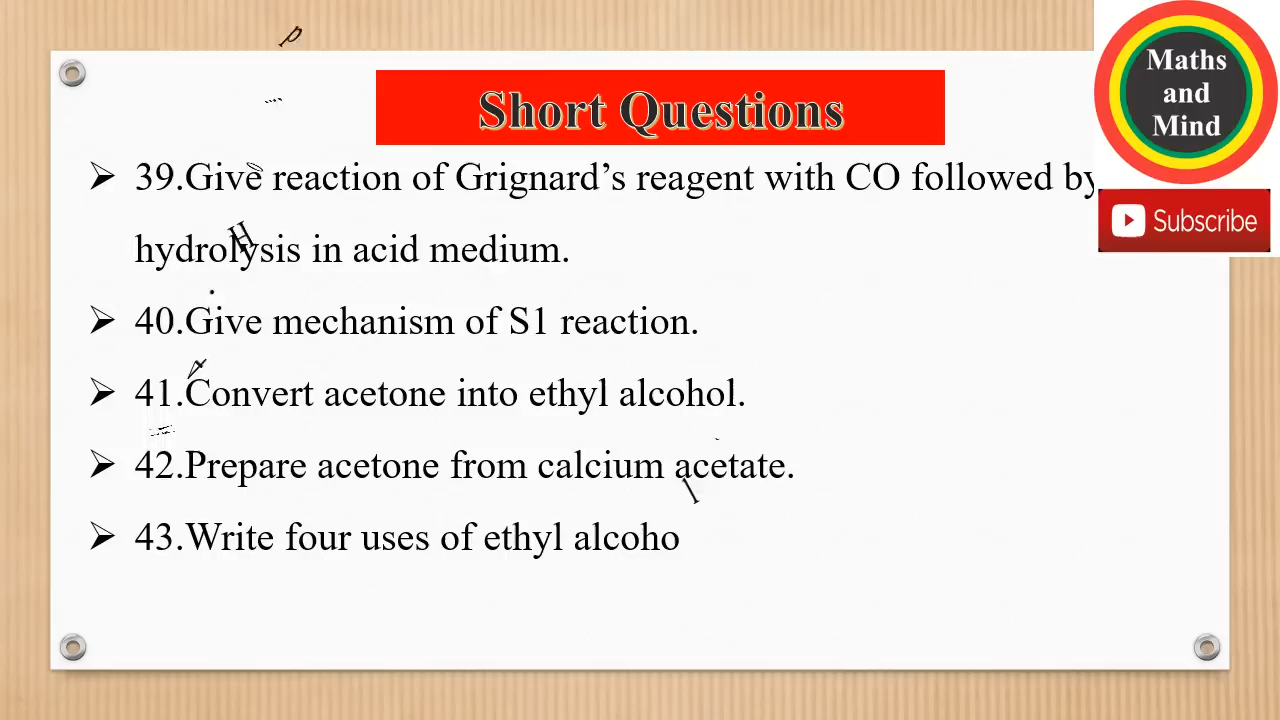 Short Questions
Maths
and
Mind
39.Give reaction of Grignard’s reagent with CO followed by
hydrolysis in acid medium.
Subscribe
40.Give mechanism of S1 reaction.
41.Convert acetone into ethyl alcohol.
42.Prepare acetone from calcium acetate.
43.Write four uses of ethyl alcoho